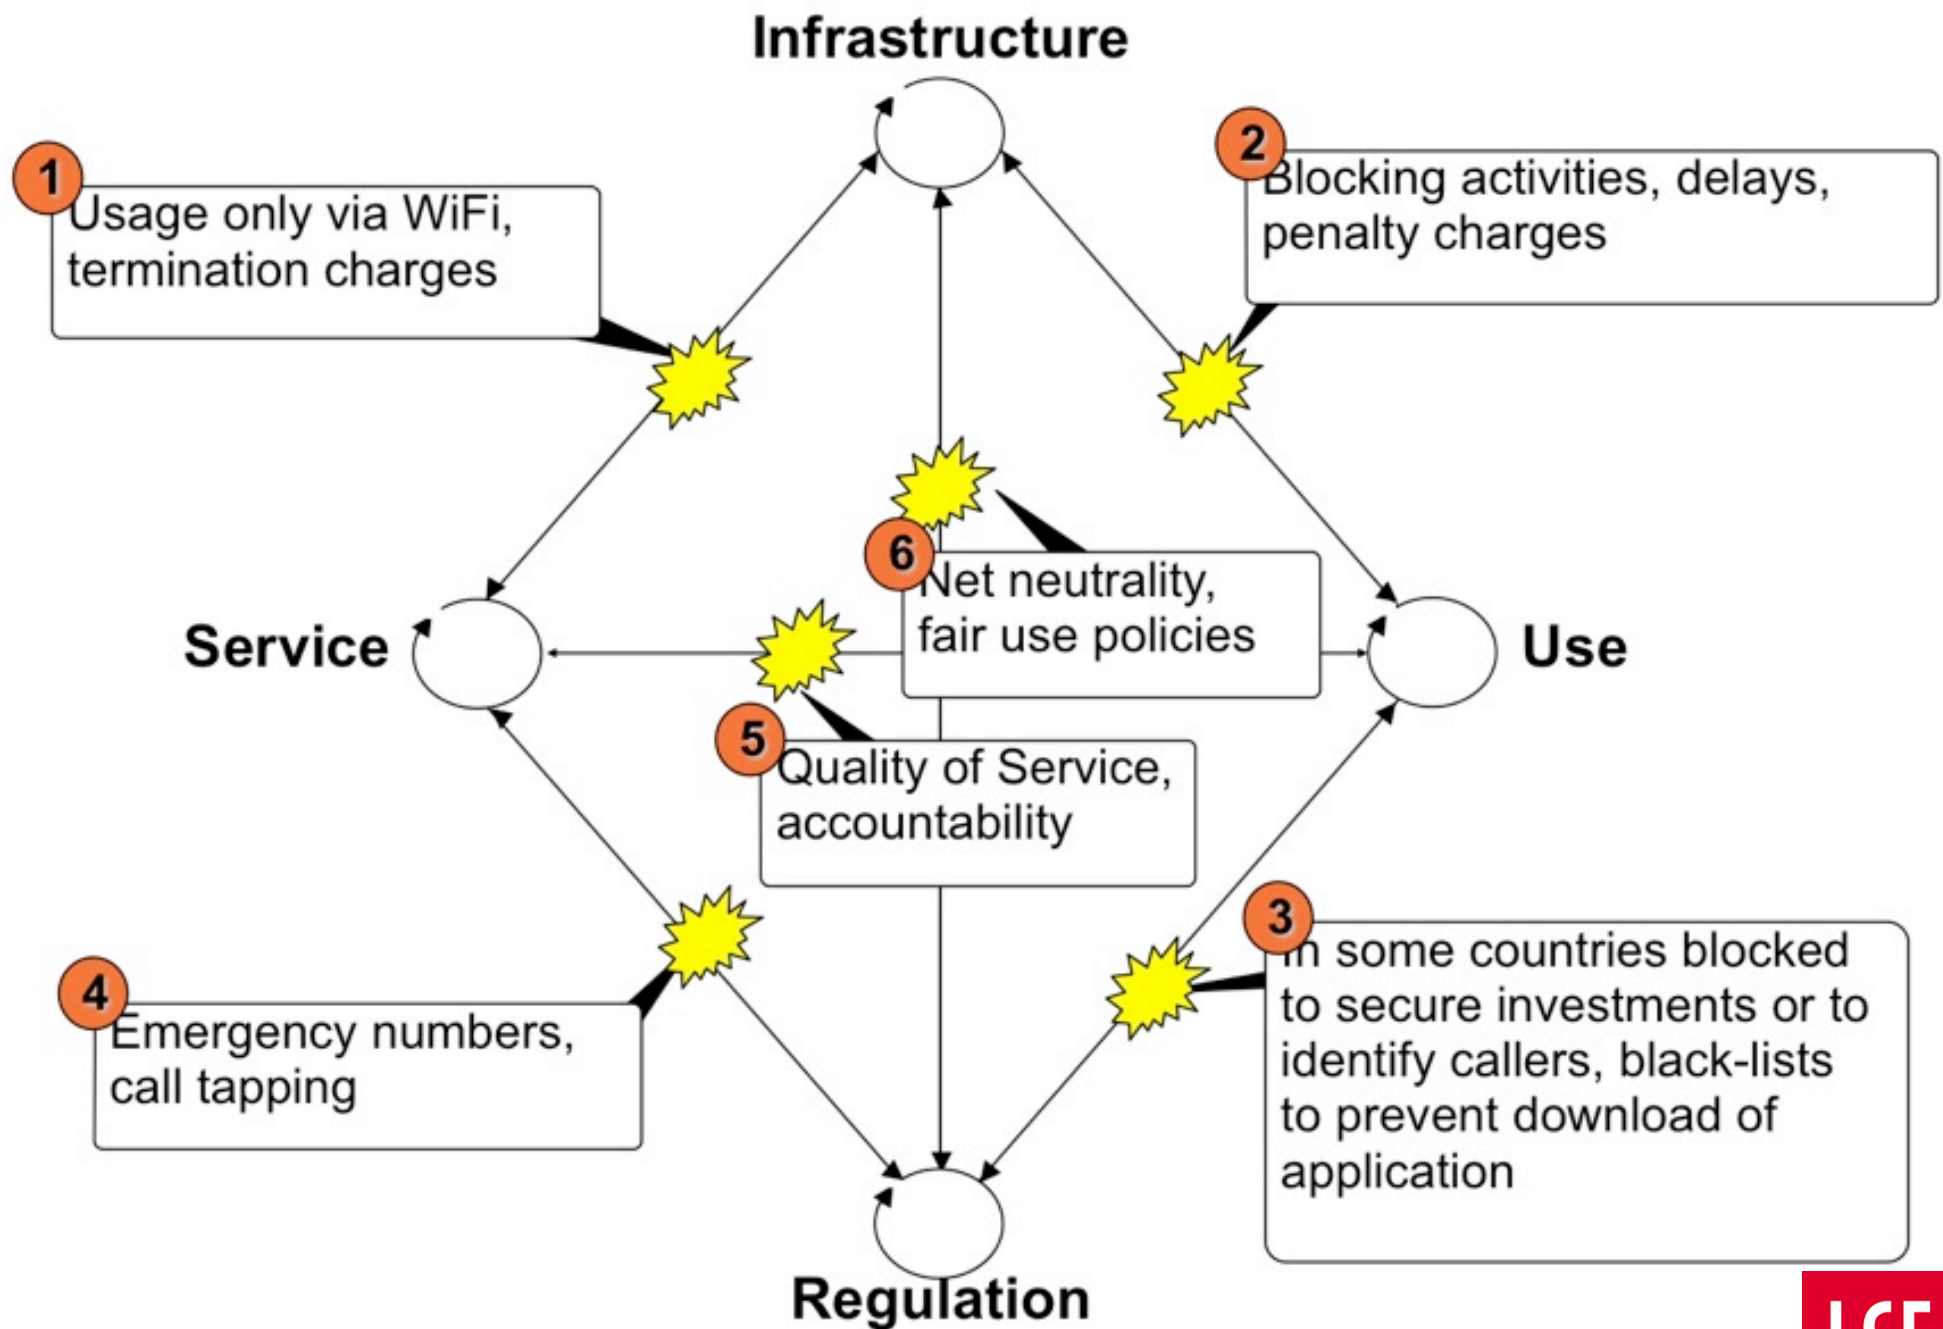 Infrastructure
1
Usage only via WiFi,
termination charges
2
Blocking activities, delays,
penalty charges
6
Net neutrality,
fair use policies
Service
Use
5
Quality of Service,
accountability
3
In some countries blocked
to secure investments or to
identify callers, black-lists
to prevent download of
application
4
Emergency numbers,
call tapping
Regulation